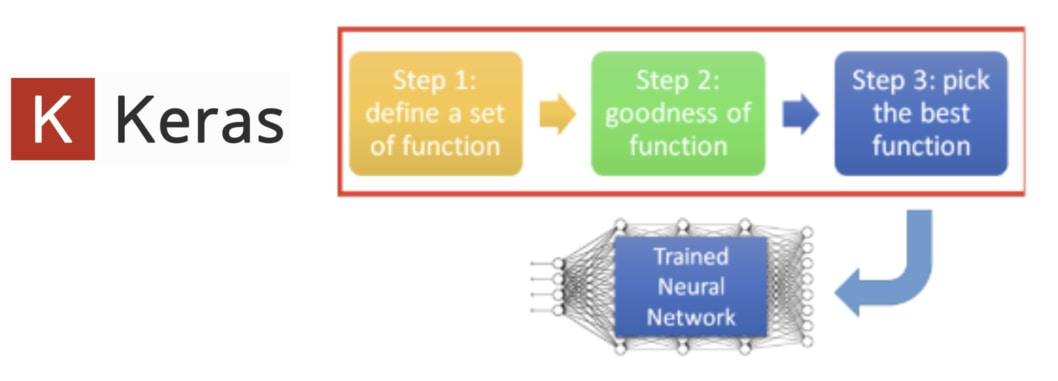 K Keras
Step 1:
define a set
of function
Step 2:
goodness of
function
Step 3: pick
the best
function
Trained
Neural
Network